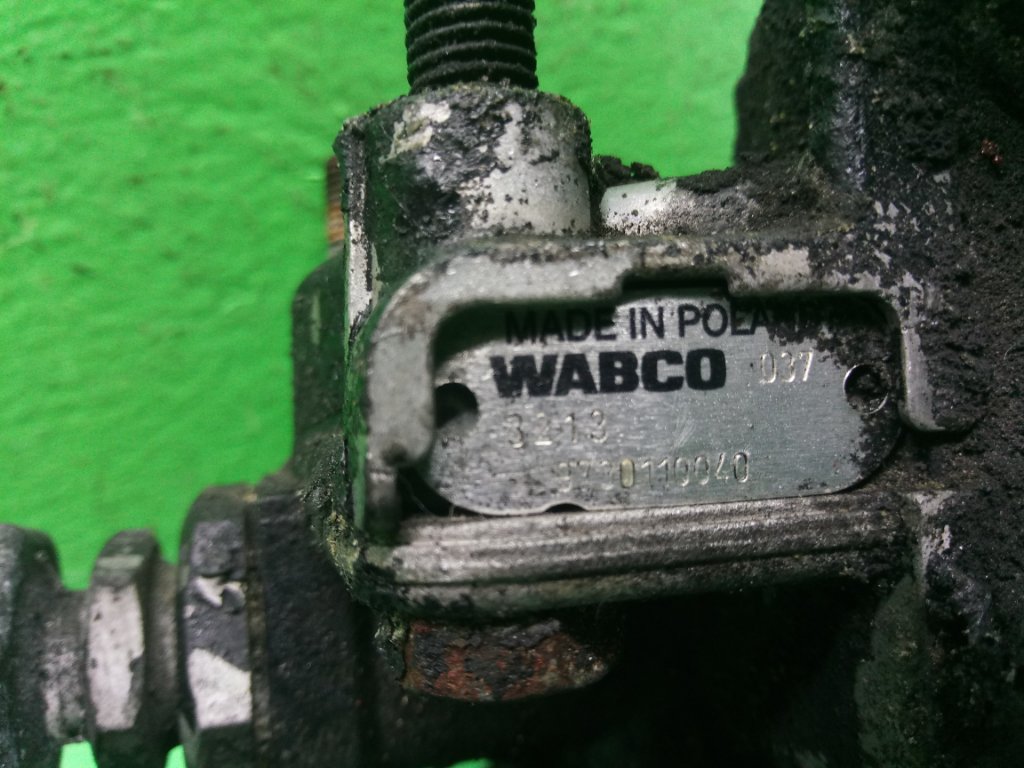 MADE IN POLAND
WABCO 037
3213
9730110040